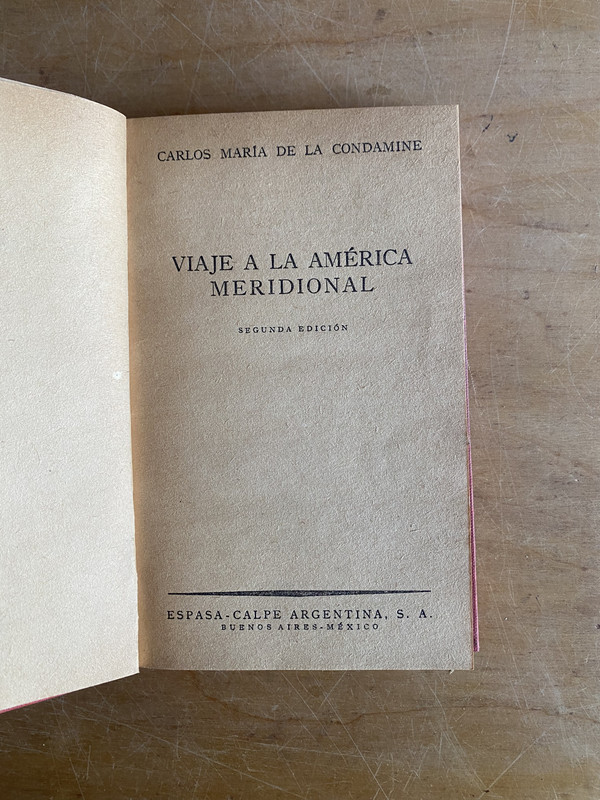 CARLOS MARÍA DE LA CONDAMINE
VIAJE A LA AMÉRICA
MERIDIONAL
SEGUNDA EDICIÓN
ESPASA-CALPE ARGENTINA, S. A.
BUENOS AIRES-MÉXICO